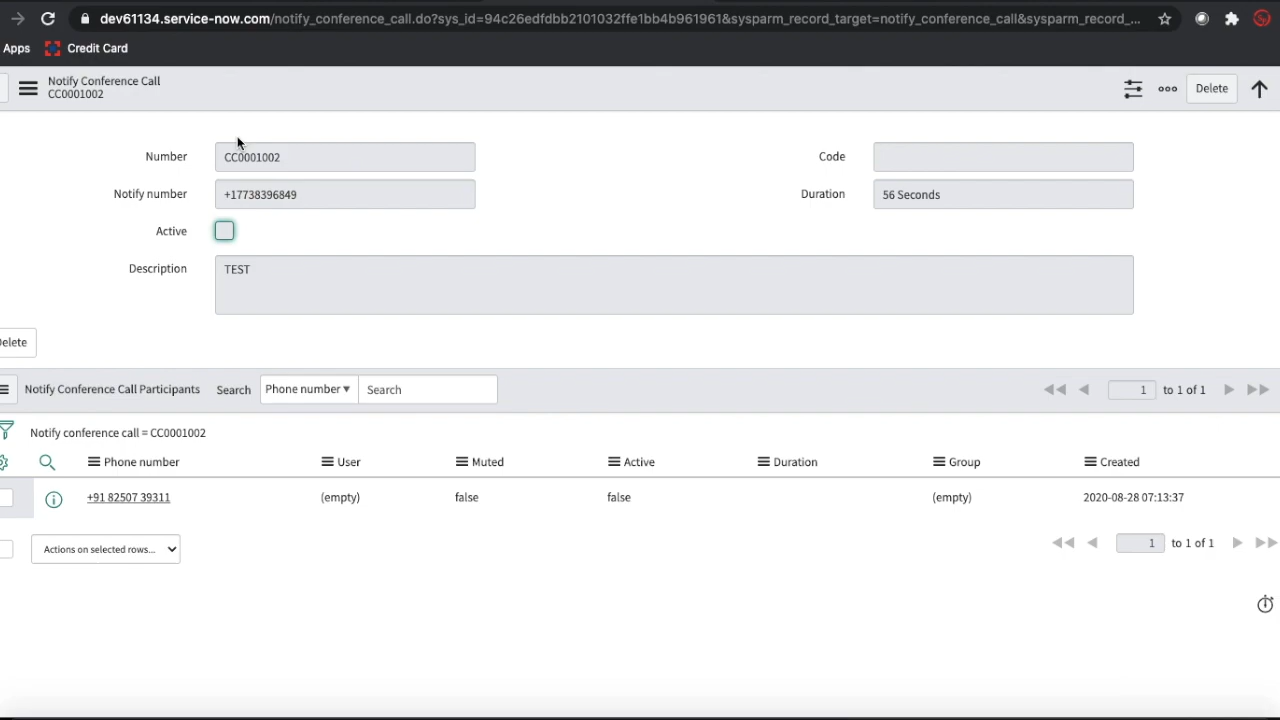 dev61134.service-now.com/notify_conference_call.do?sys_id=94c26edfdbb2101032ffe1bb4b961961&sysparm_record_target=notify_conference_call&sysparm_record_...
Apps Credit Card
Notify Conference Call
CC0001002
Delete
Number CC0001002 Code
Notify number +17738396849 Duration 56 Seconds
Active
Description TEST
Delete
Notify Conference Call Participants Search Phone number Search 1 to 1 of 1
Notify conference call = CC0001002
Phone number User Muted Active Duration Group Created
+91 82507 39311 (empty) false false (empty) 2020-08-28 07:13:37
Actions on selected rows... 1 to 1 of 1